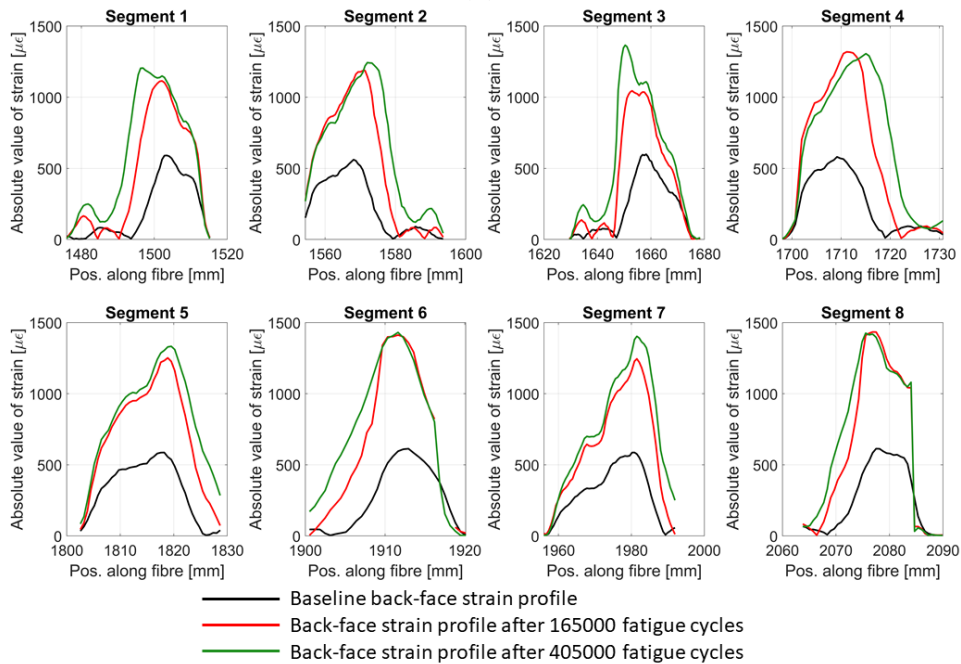 Segment 1
Segment 2
Segment 3
Segment 4
Absolute value of strain [µϵ]
1500
1000
500
0
1480
1500
1520
Pos. along fibre [mm]
Absolute value of strain [µϵ]
1500
1000
500
0
1560
1580
1600
Pos. along fibre [mm]
Absolute value of strain [µϵ]
1500
1000
500
0
1620
1640
1660
1680
Pos. along fibre [mm]
Absolute value of strain [µϵ]
1500
1000
500
0
1700
1710
1720
1730
Pos. along fibre [mm]
Segment 5
Segment 6
Segment 7
Segment 8
Absolute value of strain [µϵ]
1500
1000
500
0
1800
1810
1820
1830
Pos. along fibre [mm]
Absolute value of strain [µϵ]
1500
1000
500
0
1900
1910
1920
Pos. along fibre [mm]
Absolute value of strain [µϵ]
1500
1000
500
0
1960
1980
2000
Pos. along fibre [mm]
Absolute value of strain [µϵ]
1500
1000
500
0
2060
2070
2080
2090
Pos. along fibre [mm]
Baseline back-face strain profile
Back-face strain profile after 165000 fatigue cycles
Back-face strain profile after 405000 fatigue cycles